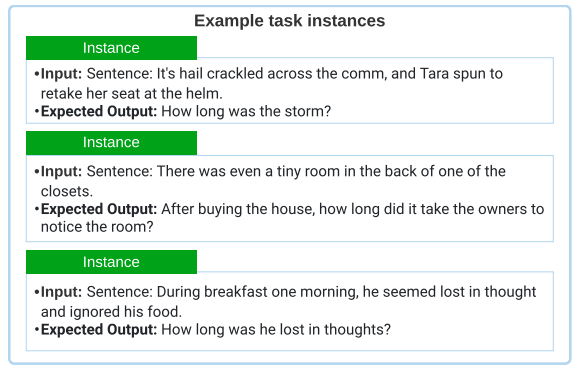 Example task instances
Instance
•Input: Sentence: It's hail crackled across the comm, and Tara spun to
retake her seat at the helm.
•Expected Output: How long was the storm?
Instance
•Input: Sentence: There was even a tiny room in the back of one of the
closets.
•Expected Output: After buying the house, how long did it take the owners to
notice the room?
Instance
•Input: Sentence: During breakfast one morning, he seemed lost in thought
and ignored his food.
•Expected Output: How long was he lost in thoughts?